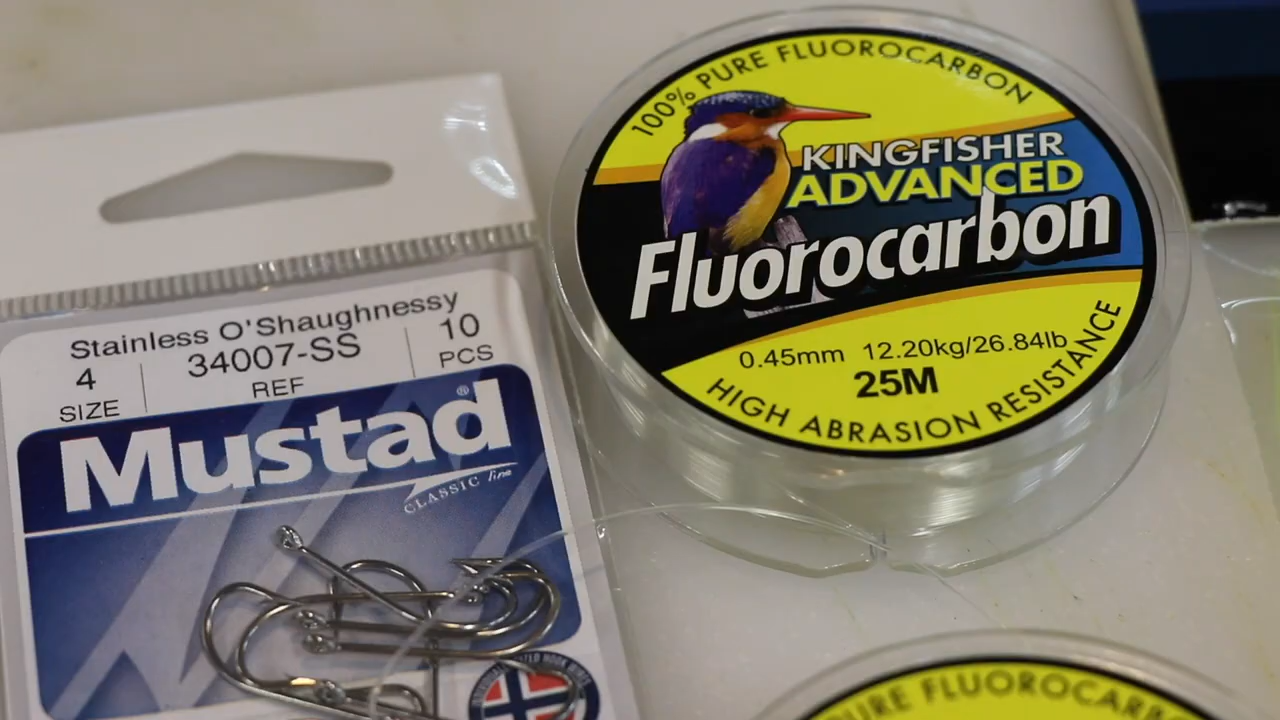 Stainless O'Shaughnessy
4
SIZE
34007-SS
REF
10
PCS
Mustad®
CLASSIC line
100% PURE FLUOROCARBON
KINGFISHER
ADVANCED
Fluorocarbon
0.45mm 12.20kg/26.84lb
25M
HIGH ABRASION RESISTANCE
PURE FLUOROCARB